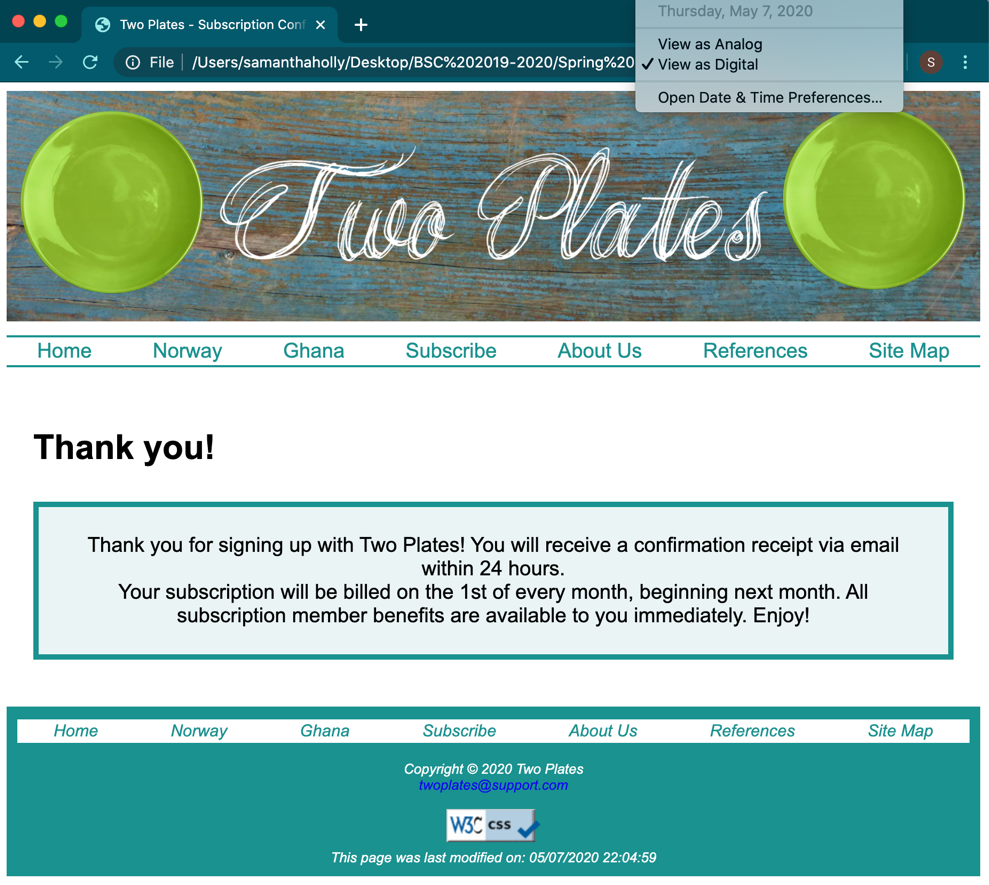 Two Plates - Subscription Conf
Thursday, May 7, 2020
View as Analog
View as Digital
Open Date & Time Preferences...
File
/Users/samanthaholly/Desktop/BSC%202019-2020/Spring%20
S
Two Plates
Home Norway Ghana Subscribe About Us References Site Map
Thank you!
Thank you for signing up with Two Plates! You will receive a confirmation receipt via email
within 24 hours.
Your subscription will be billed on the 1st of every month, beginning next month. All
subscription member benefits are available to you immediately. Enjoy!
Home Norway Ghana Subscribe About Us References Site Map
Copyright © 2020 Two Plates
twoplates@support.com
W3C css
This page was last modified on: 05/07/2020 22:04:59